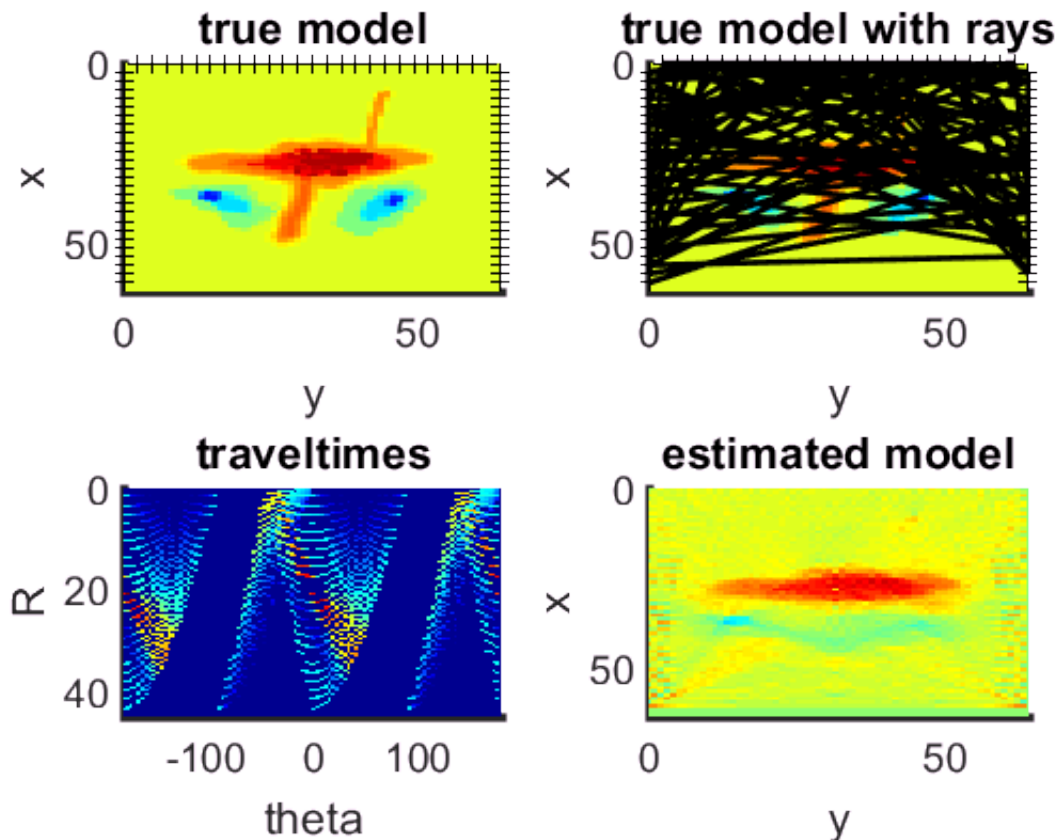 true model
0
50
x
0 50
y
true model with rays
0
50
x
0 50
y
traveltimes
0
20
40
R
-100 0 100
theta
estimated model
0
50
x
0 50
y